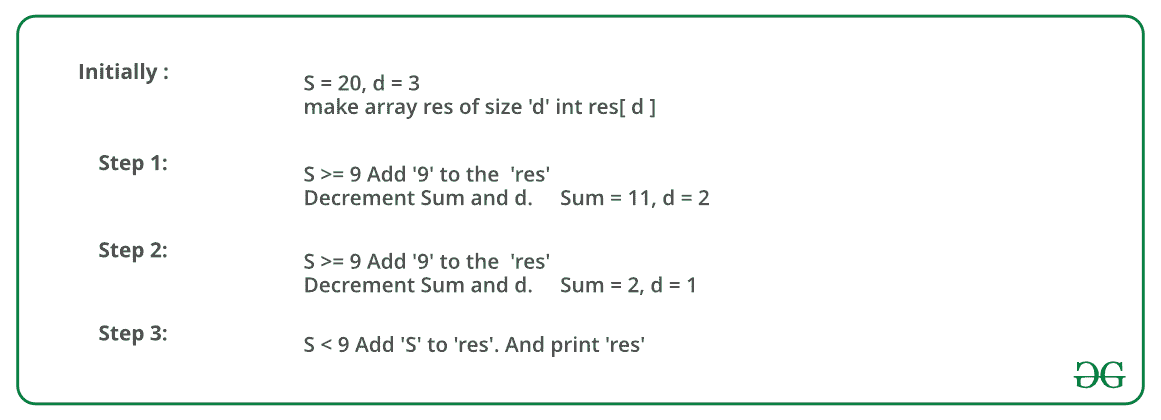 Initially :
S = 20, d = 3
make array res of size 'd' int res[ d ]
Step 1:
S >= 9 Add '9' to the 'res'
Decrement Sum and d. Sum = 11, d = 2
Step 2:
S >= 9 Add '9' to the 'res'
Decrement Sum and d. Sum = 2, d = 1
Step 3:
S < 9 Add 'S' to 'res'. And print 'res'